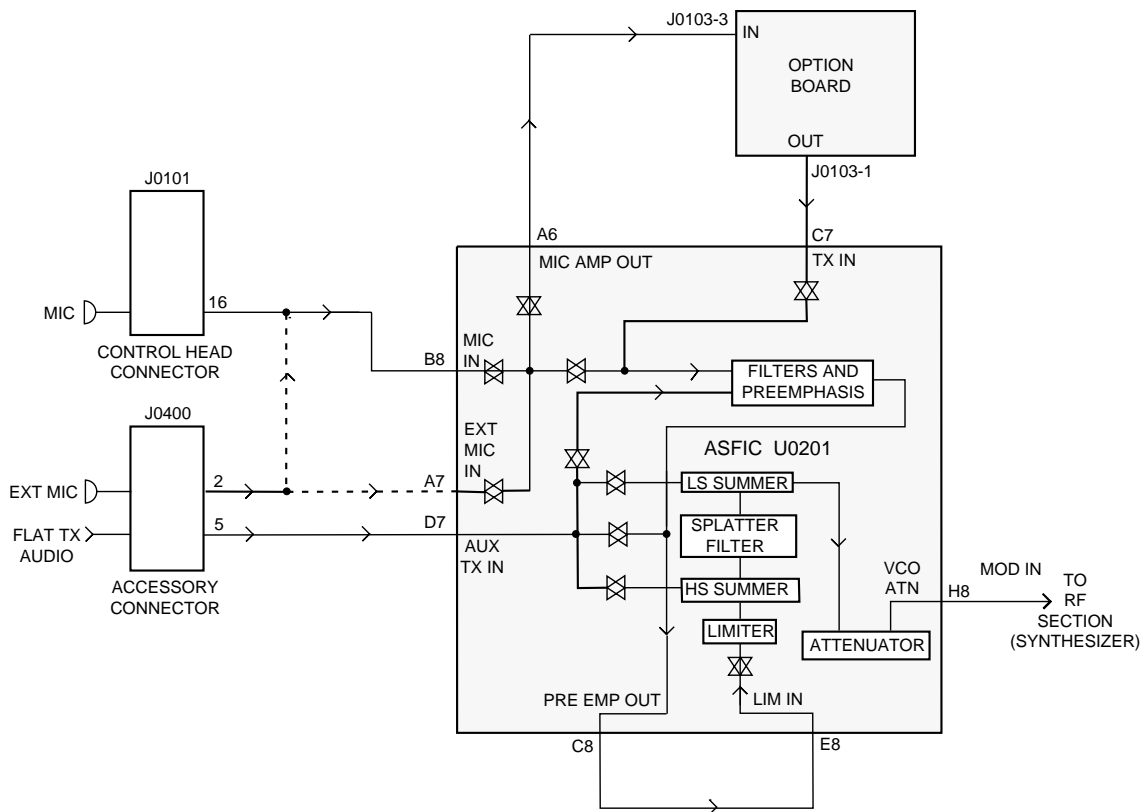 J0103-3
IN
OPTION
BOARD
OUT
J0103-1
J0101
A6
C7
MIC AMP OUT
TX IN
MIC
16
CONTROL HEAD
CONNECTOR
B8
MIC
IN
FILTERS AND
PREEMPHASIS
J0400
EXT
MIC
IN
ASFIC U0201
EXT MIC
2
A7
LS SUMMER
FLAT TX
AUDIO
5
D7
AUX
TX IN
SPLATTER
FILTER
ACCESSORY
CONNECTOR
HS SUMMER
VCO
ATN
H8
MOD IN
TO
RF
SECTION
(SYNTHESIZER)
LIMITER
ATTENUATOR
PRE EMP OUT
LIM IN
C8
E8